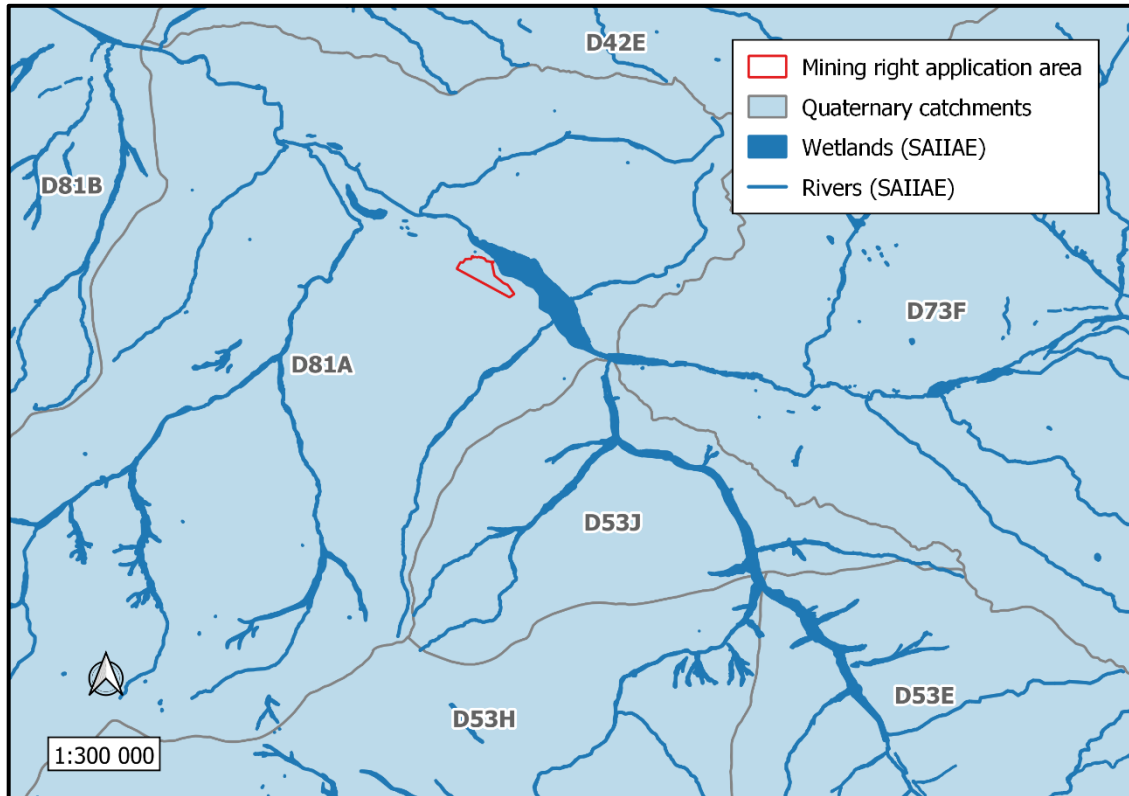 D42E
Mining right application area
Quaternary catchments
Wetlands (SAIIAE)
Rivers (SAIIAE)
D81B
D73F
D81A
D53J
D53E
D53H
1:300 000